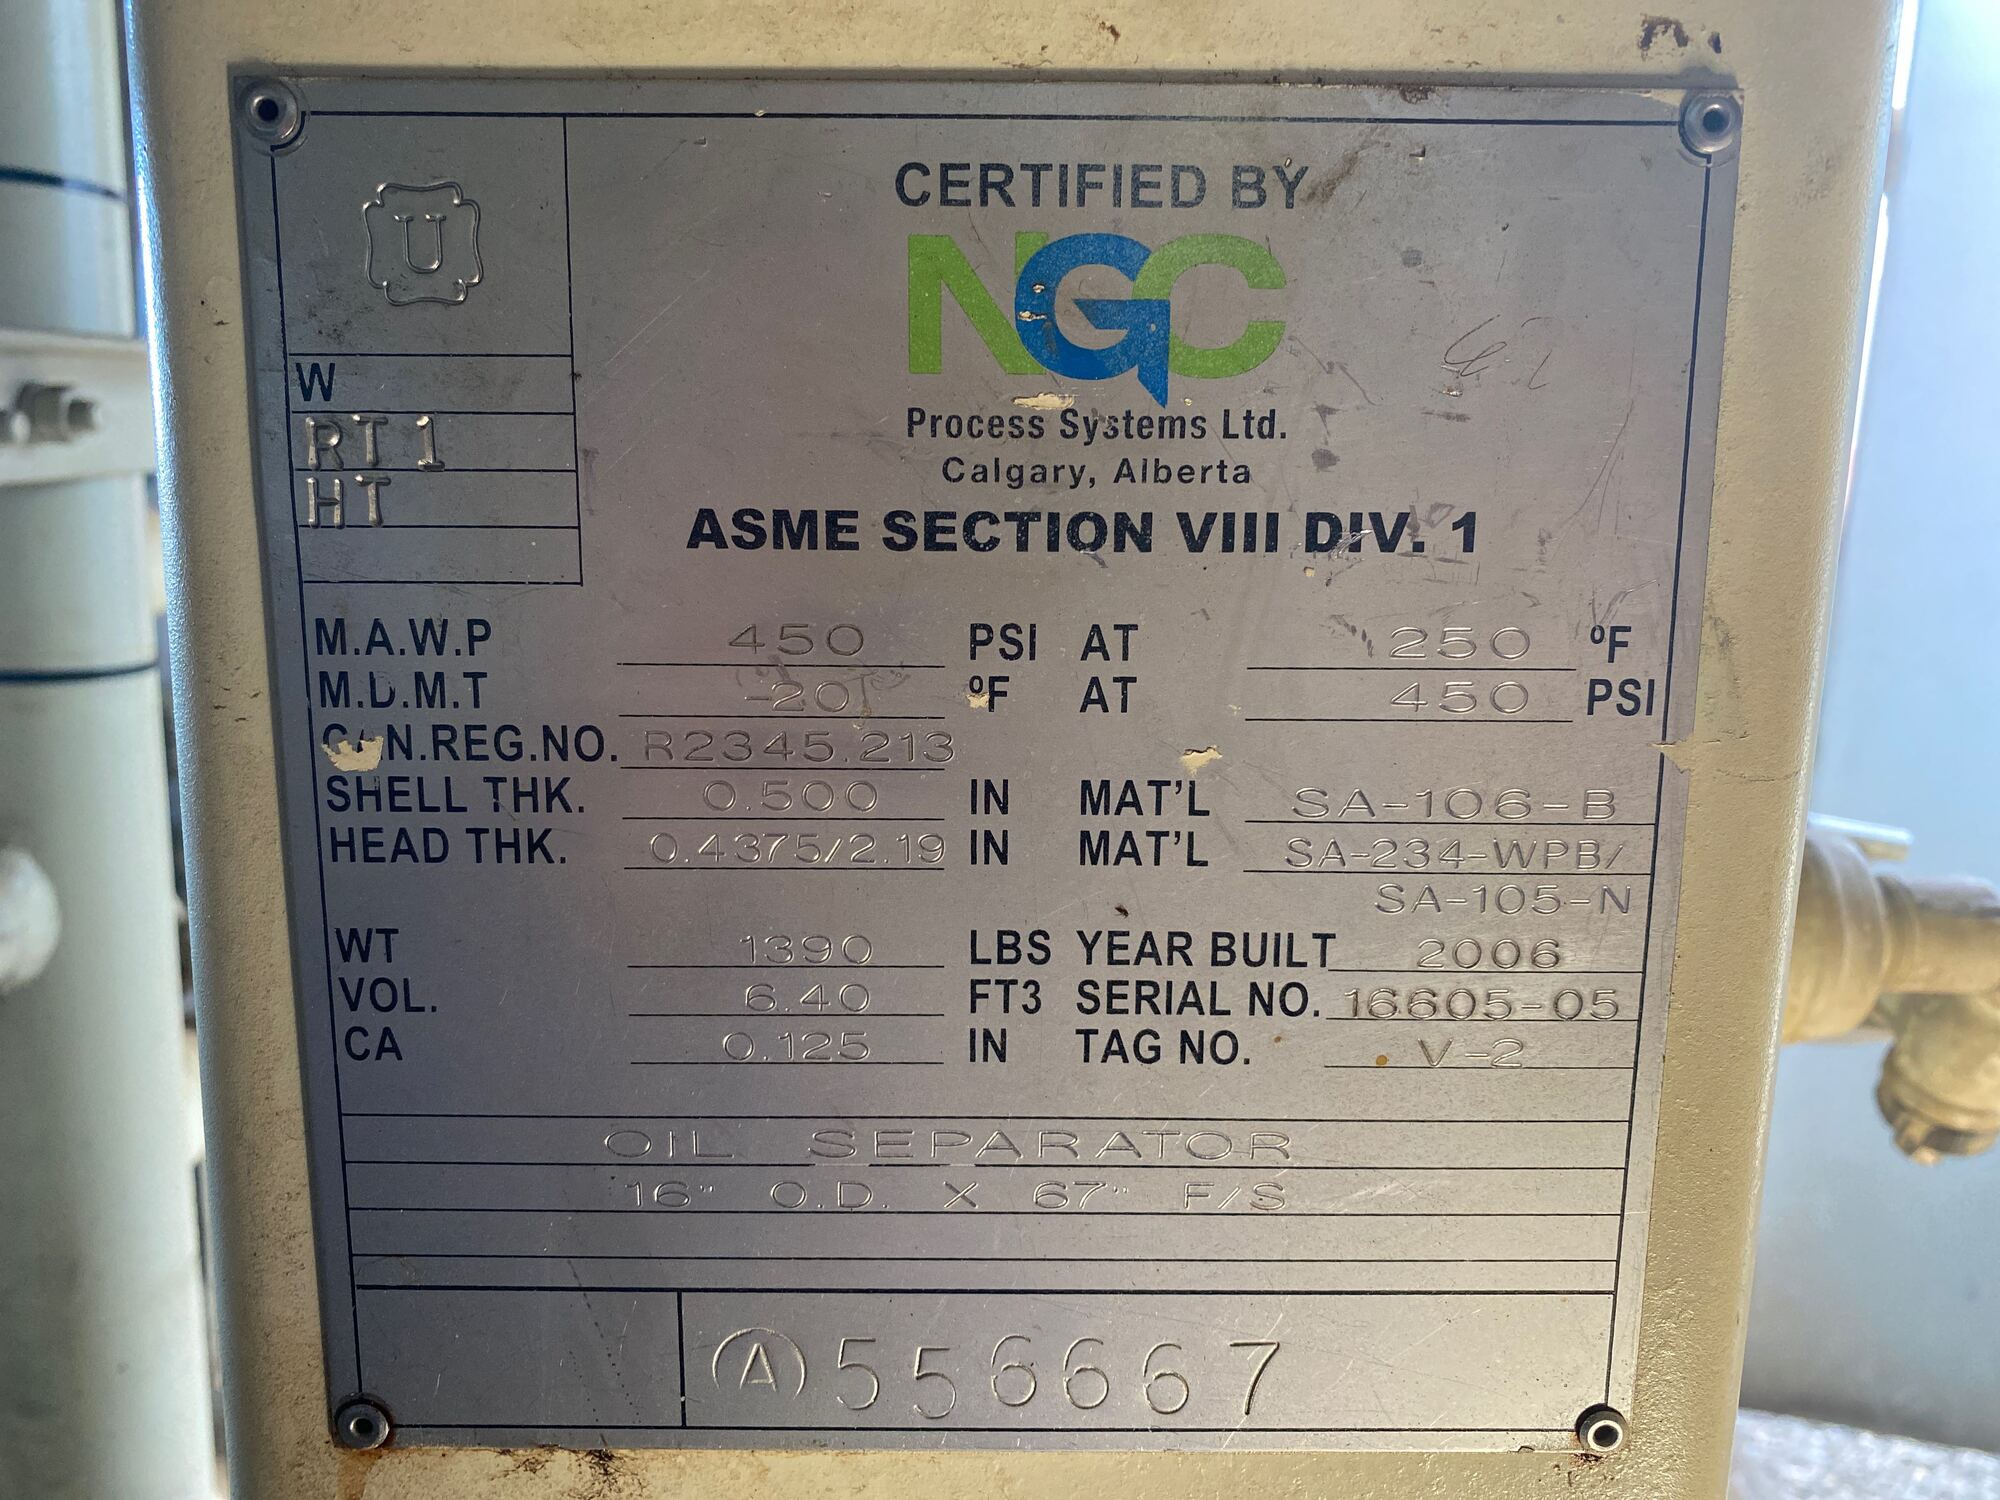 U
CERTIFIED BY
NGC
Process Systems Ltd.
Calgary, Alberta
ASME SECTION VIII DIV. 1
W
RT 1
HT
M.A.W.P 450 PSI AT 250 ºF
M.D.M.T -20 ºF AT 450 PSI
CAN.REG.NO. R2345.213
SHELL THK. 0.500 IN MAT'L SA-106-B
HEAD THK. 0.4375/2.19 IN MAT'L SA-234-WPB/
SA-105-N
WT 1390 LBS YEAR BUILT 2006
VOL. 6.40 FT3 SERIAL NO. 16605-05
CA 0.125 IN TAG NO. V-2
OIL SEPARATOR
16" O.D. X 67" F/S
A 556667